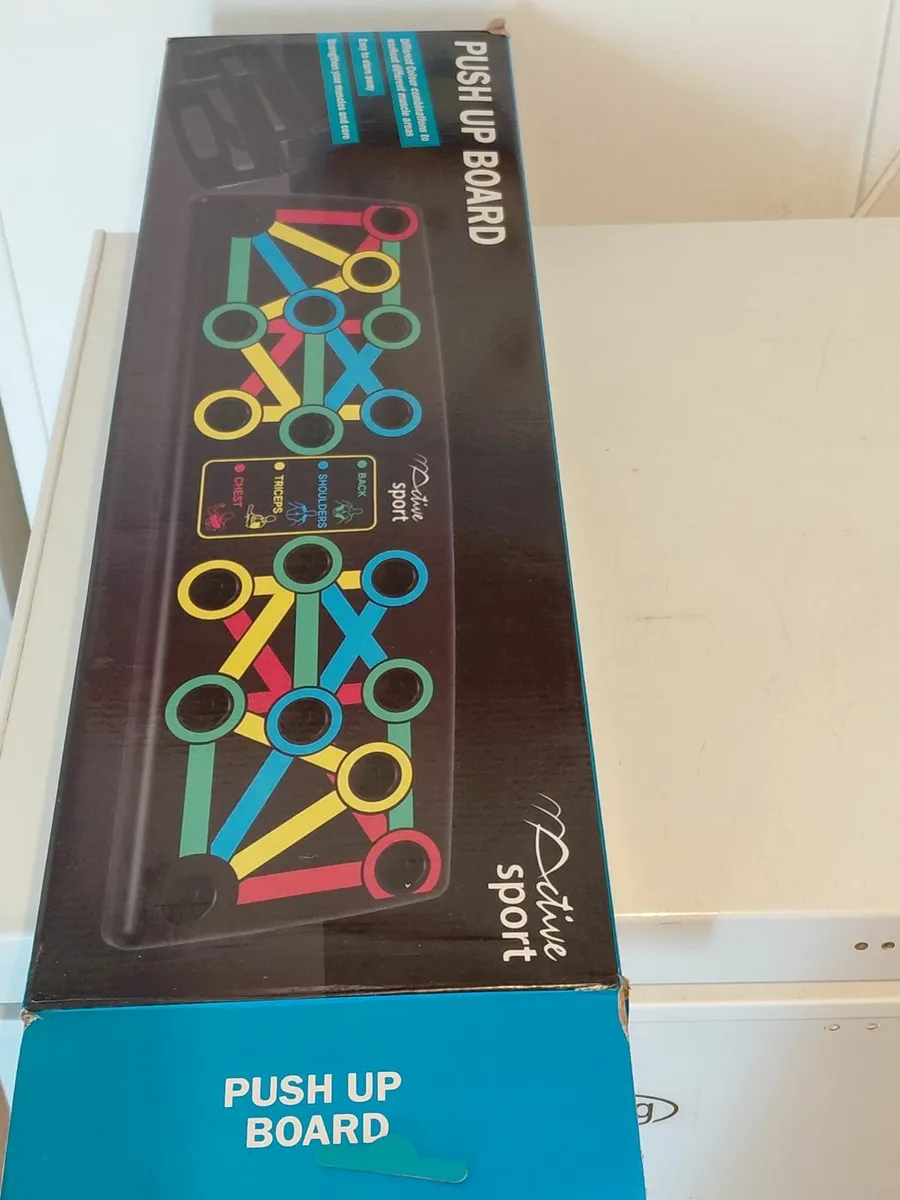 PUSH UP BOARD
Different Colour combinations to
workout different muscle areas
Easy to store away
Strengthen your muscles and core
Active
sport
BACK
SHOULDERS
TRICEPS
CHEST
Active
sport
PUSH UP
BOARD